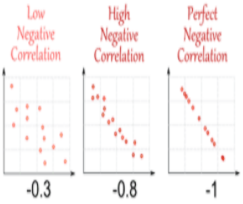 Low
Negative
Correlation
High
Negative
Correlation
Perfect
Negative
Correlation
-0.3
-0.8
-1